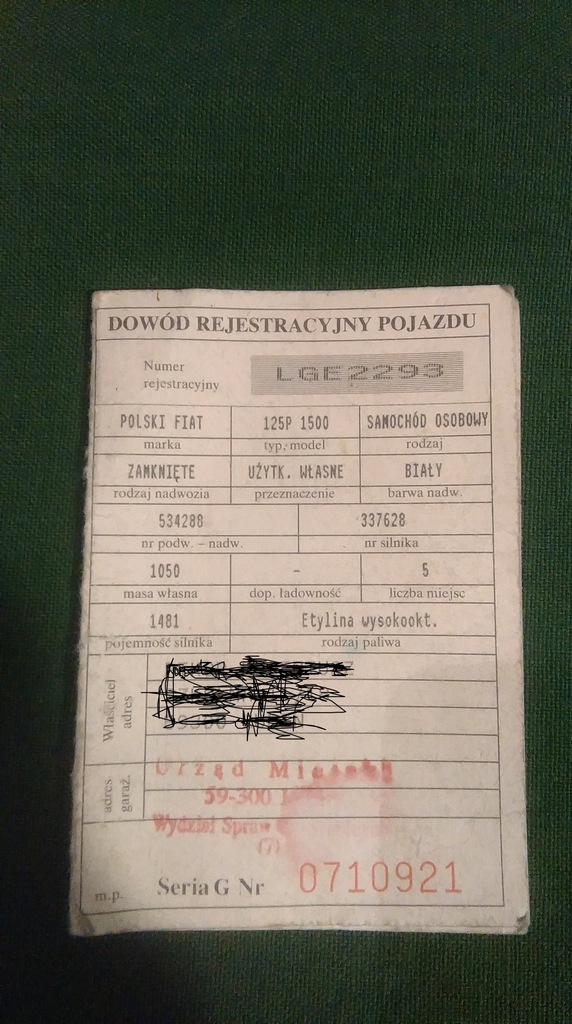 DOWÓD REJESTRACYJNY POJAZDU
Numer
rejestracyjny
LGE2293
POLSKI FIAT 125P 1500 SAMOCHÓD OSOBOWY
marka typ, model rodzaj
ZAMKNIĘTE UŻYTK. WŁASNE BIAŁY
rodzaj nadwozia przeznaczenie barwa nadw.
534288 337628
nr podw. – nadw. nr silnika
1050 - 5
masa własna dop. ładowność liczba miejsc
1481 Etylina wysokookt.
pojemność silnika rodzaj paliwa
Właściciel
adres
adres
garaż.
Urząd
59-300
Wydział Spraw
(7)
m.p. Seria G Nr 0710921